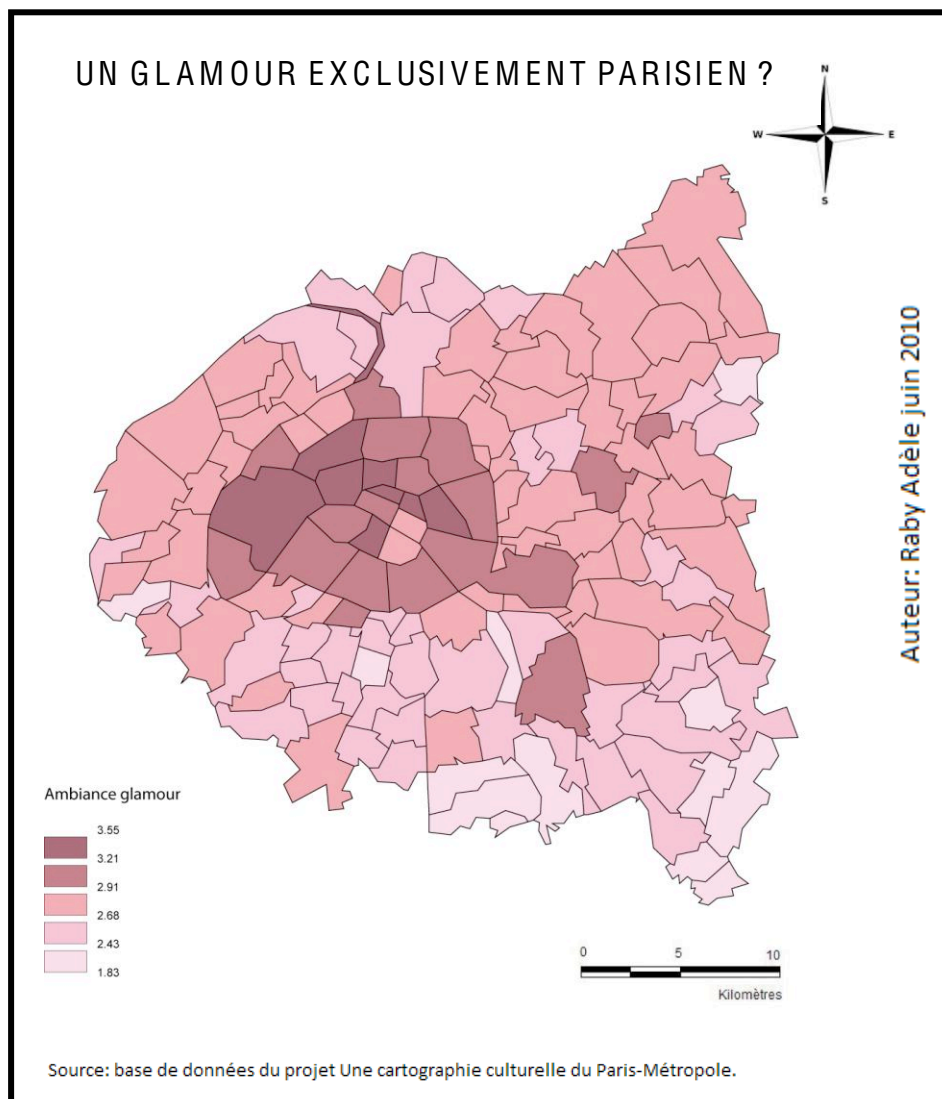 UN GLAMOUR EXCLUSIVEMENT PARISIEN ?
N
W
E
S
Auteur: Raby Adèle juin 2010
Ambiance glamour
3.55
3.21
2.91
2.68
2.43
1.83
0 5 10
Kilomètres
Source: base de données du projet Une cartographie culturelle du Paris-Métropole.